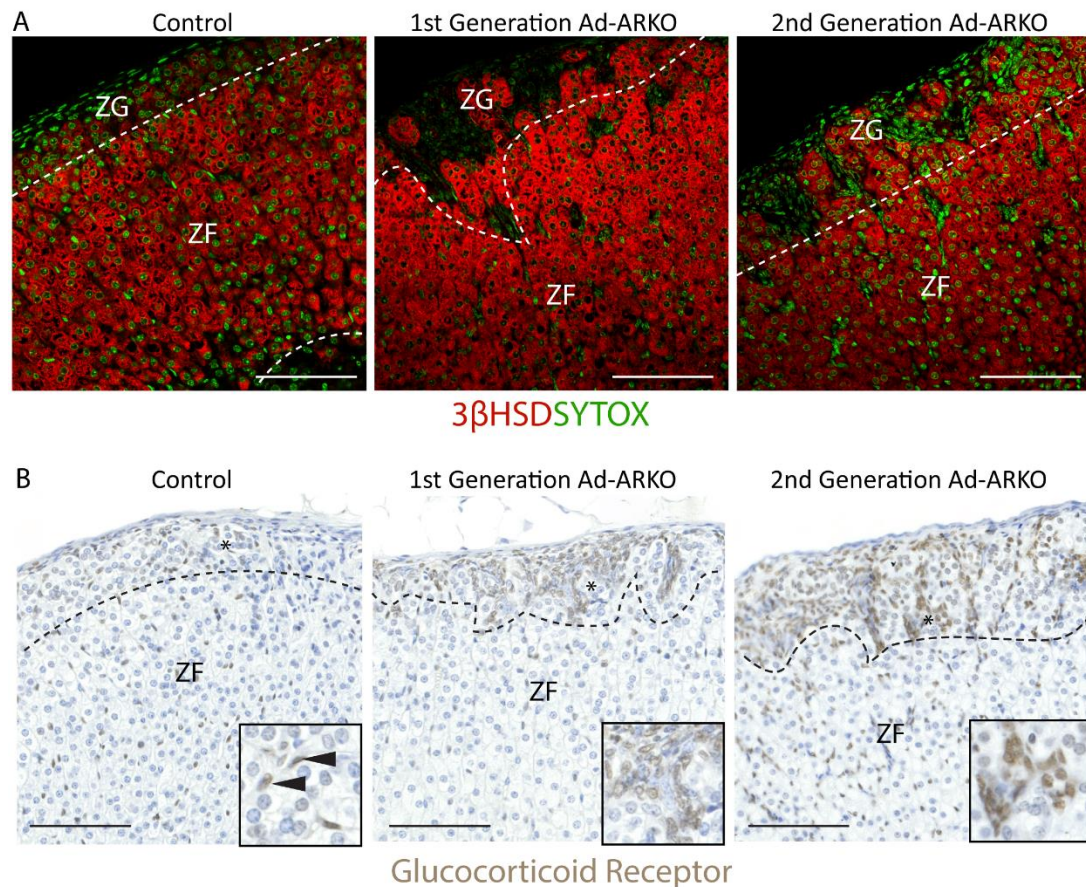 A
Control
1st Generation Ad-ARKO
2nd Generation Ad-ARKO
ZG
ZF
ZG
ZF
ZG
ZF
3βHSDSYTOX
B
Control
1st Generation Ad-ARKO
2nd Generation Ad-ARKO
*
ZF
*
ZF
*
ZF
Glucocorticoid Receptor